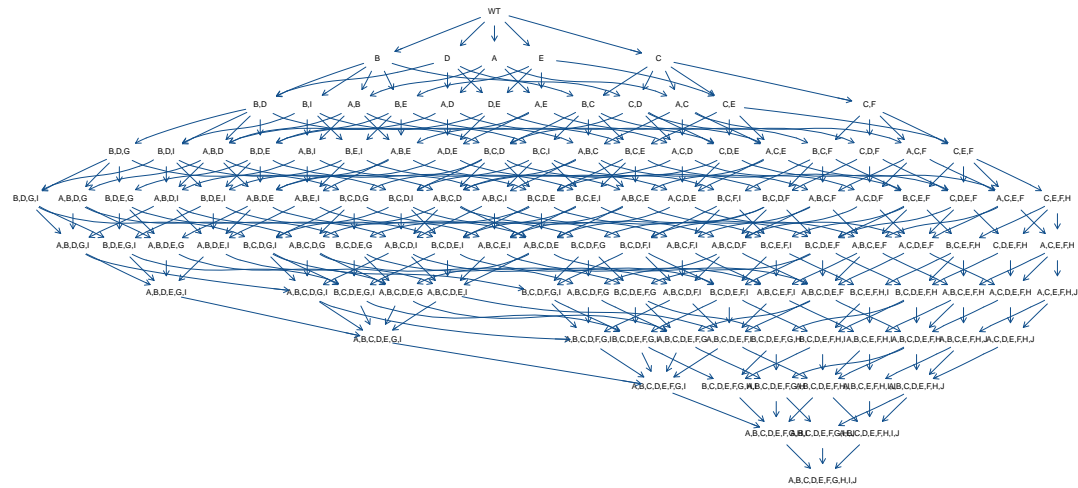 WT
B D A E C
B,D B,I A,B B,E A,D D,E A,E B,C C,D A,C C,E C,F
B,D,G B,D,I A,B,D B,D,E A,B,I B,E,I A,B,E A,D,E B,C,D B,C,I A,B,C B,C,E A,C,D C,D,E A,C,E B,C,F C,D,F A,C,F C,E,F
B,D,G,I A,B,D,G B,D,E,G A,B,D,I B,D,E,I A,B,D,E A,B,E,I B,C,D,G B,C,D,I A,B,C,D A,B,C,I B,C,D,E B,C,E,I A,B,C,E A,C,D,E B,C,F,I B,C,D,F A,B,C,F A,C,D,F B,C,E,F C,D,E,F A,C,E,F C,E,F,H
A,B,D,G,I B,D,E,G,I A,B,D,E,G A,B,D,E,I B,C,D,G,I A,B,C,D,G B,C,D,E,G A,B,C,D,I B,C,D,E,I A,B,C,E,I A,B,C,D,E B,C,D,F,G B,C,D,F,I A,B,C,F,I A,B,C,D,F B,C,E,F,I B,C,D,E,F A,B,C,E,F A,C,D,E,F B,C,E,F,H C,D,E,F,H A,C,E,F,H
A,B,D,E,G,I A,B,C,D,G,I B,C,D,E,G,I A,B,C,D,E,G A,B,C,D,E,I B,C,D,F,G,I A,B,C,D,F,G B,C,D,E,F,G A,B,C,D,F,I B,C,D,E,F,I A,B,C,E,F,I A,B,C,D,E,F B,C,E,F,H,I B,C,D,E,F,H A,B,C,E,F,H A,C,D,E,F,H A,C,E,F,H,J
A,B,C,D,E,G,I A,B,C,D,F,G,I B,C,D,E,F,G,I A,B,C,D,E,F,G A,B,C,D,E,F,I B,C,D,E,F,G,H B,C,D,E,F,H,I A,B,C,E,F,H,I A,B,C,D,E,F,H A,B,C,E,F,H,J A,C,D,E,F,H,J
A,B,C,D,E,F,G,I B,C,D,E,F,G,H,I A,B,C,D,E,F,G,H A,B,C,D,E,F,H,I A,B,C,E,F,H,I,J A,B,C,D,E,F,H,J
A,B,C,D,E,F,G,H,I A,B,C,D,E,F,G,H,J A,B,C,D,E,F,H,I,J
A,B,C,D,E,F,G,H,I,J